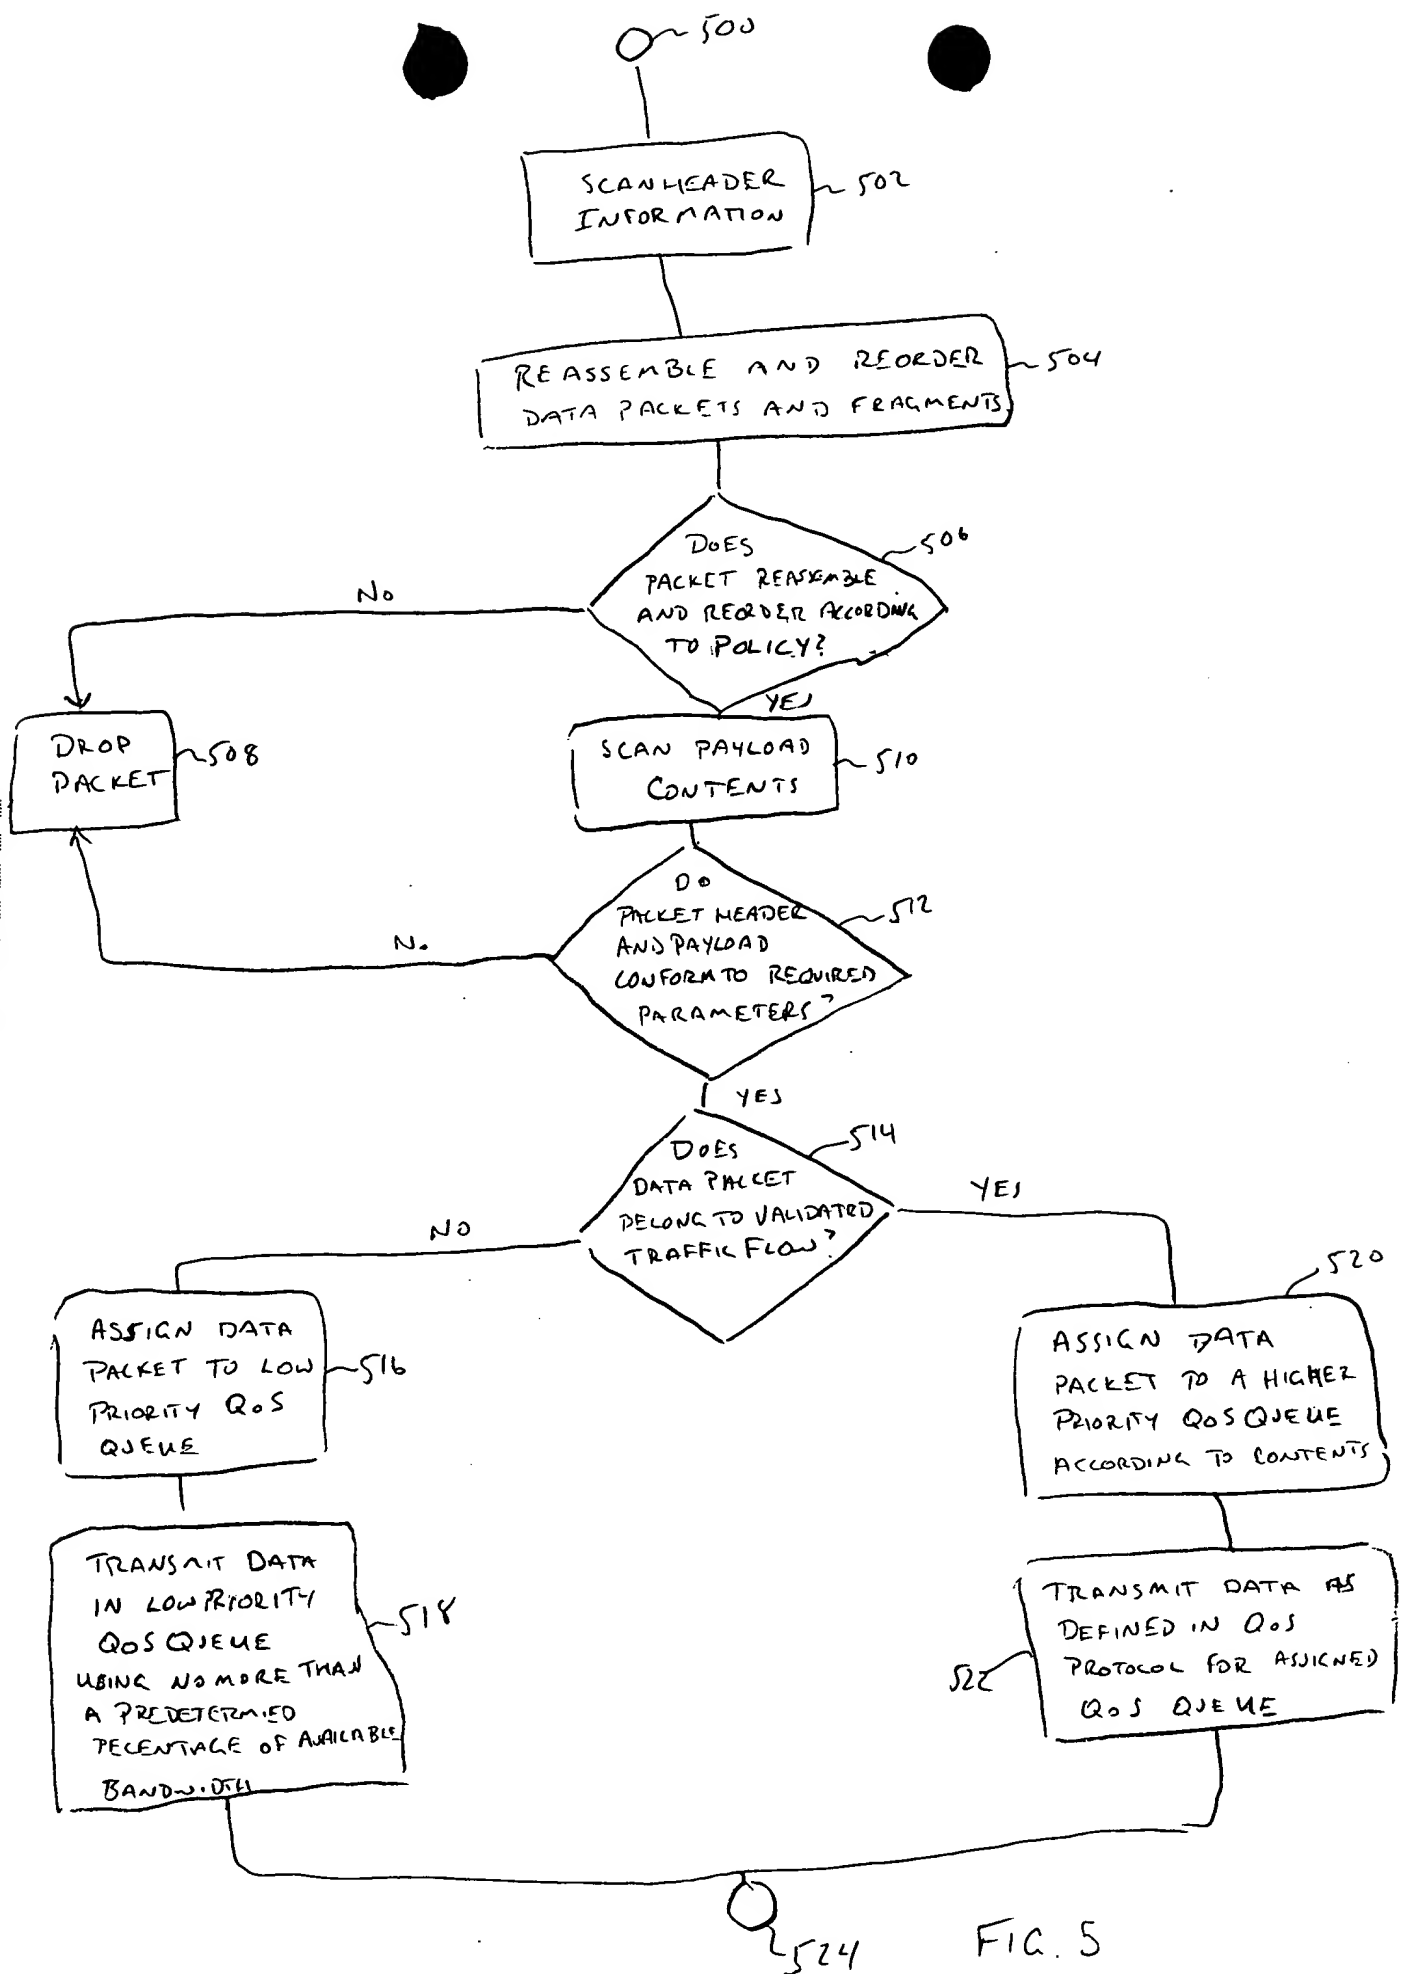 500
SCAN HEADER
INFORMATION
502
REASSEMBLE AND REORDER
DATA PACKETS AND FRAGMENTS
504
DOES
PACKET REASSEMBLE
AND REORDER ACCORDING
TO POLICY?
506
NO
YES
DROP
PACKET
508
SCAN PAYLOAD
CONTENTS
510
DO
PACKET HEADER
AND PAYLOAD
CONFORM TO REQUIRED
PARAMETERS?
512
NO
YES
DOES
DATA PACKET
BELONG TO VALIDATED
TRAFFIC FLOW?
514
NO
YES
ASSIGN DATA
PACKET TO LOW
PRIORITY QoS
QUEUE
516
520
ASSIGN DATA
PACKET TO A HIGHER
PRIORITY QoS QUEUE
ACCORDING TO CONTENTS
TRANSMIT DATA
IN LOW PRIORITY
QoS QUEUE
USING NO MORE THAN
A PREDETERMIED
PECENTAGE OF AVAILABLE
BANDWIDTH
518
TRANSMIT DATA AS
DEFINED IN QoS
PROTOCOL FOR ASSIGNED
QoS QUEUE
522
524
FIG. 5